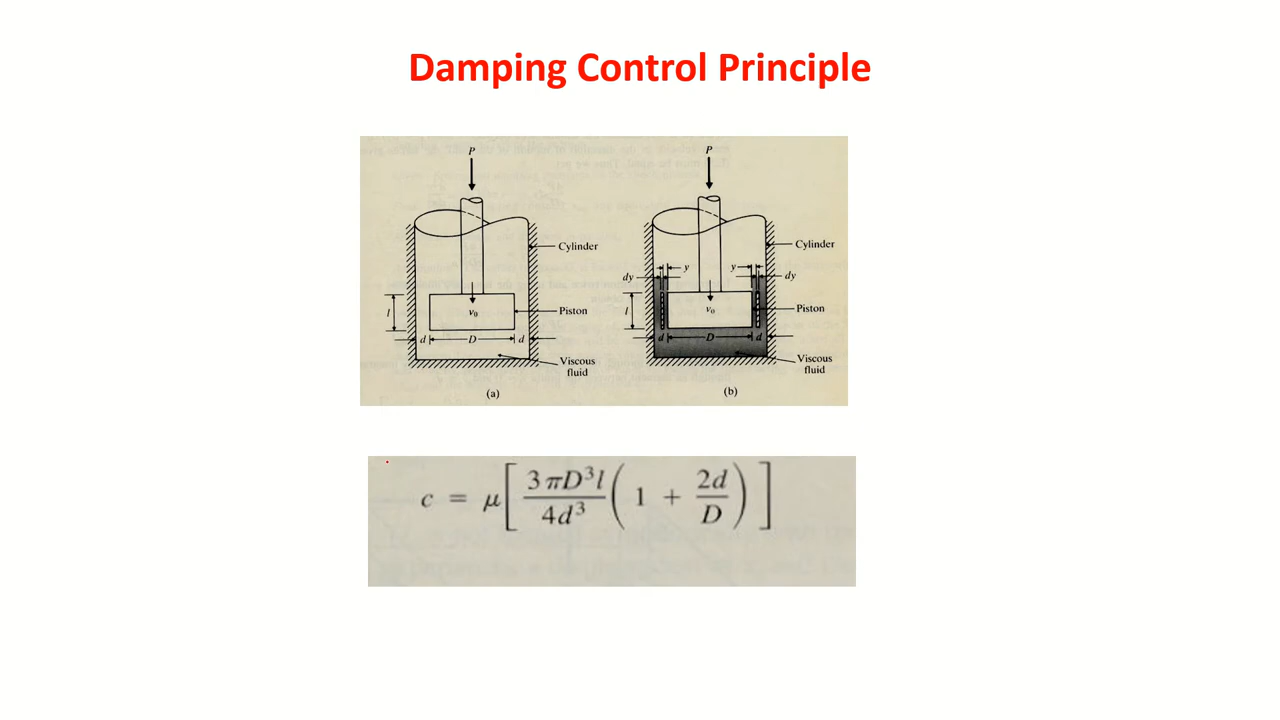 Damping Control Principle
P
Cylinder
y
dy
l
v₀
Piston
d D d
Viscous
fluid
(a)
P
Cylinder
y y
dy dy
l
v₀
Piston
d D d
Viscous
fluid
(b)
c = μ[3πD³l/4d³(1 + 2d/D)]